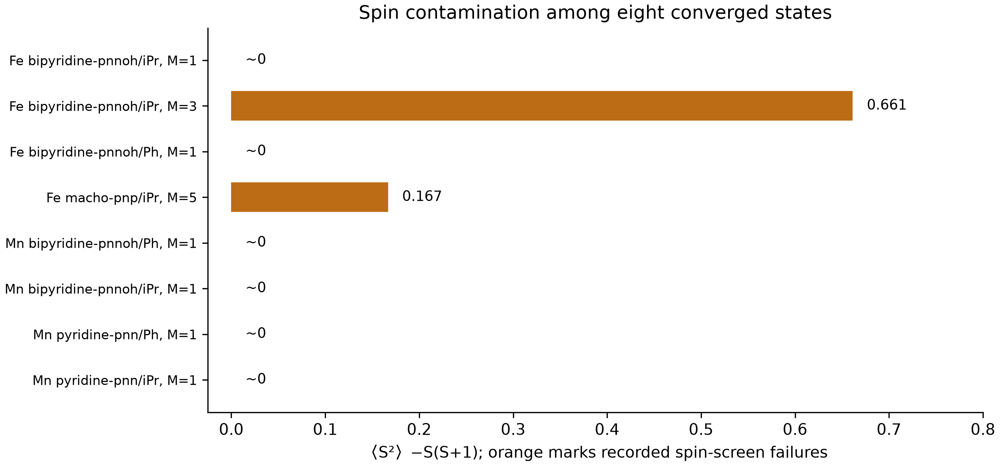 Spin contamination among eight converged states
Fe bipyridine-pnnoh/iPr, M=1
~0
Fe bipyridine-pnnoh/iPr, M=3
0.661
Fe bipyridine-pnnoh/Ph, M=1
~0
Fe macho-pnp/iPr, M=5
0.167
Mn bipyridine-pnnoh/Ph, M=1
~0
Mn bipyridine-pnnoh/iPr, M=1
~0
Mn pyridine-pnn/Ph, M=1
~0
Mn pyridine-pnn/iPr, M=1
~0
0.0 0.1 0.2 0.3 0.4 0.5 0.6 0.7 0.8
⟨S²⟩ −S(S+1); orange marks recorded spin-screen failures